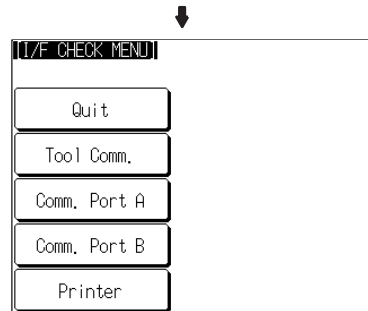 [I/F CHECK MENU]
Quit
Tool Comm.
Comm. Port A
Comm. Port B
Printer